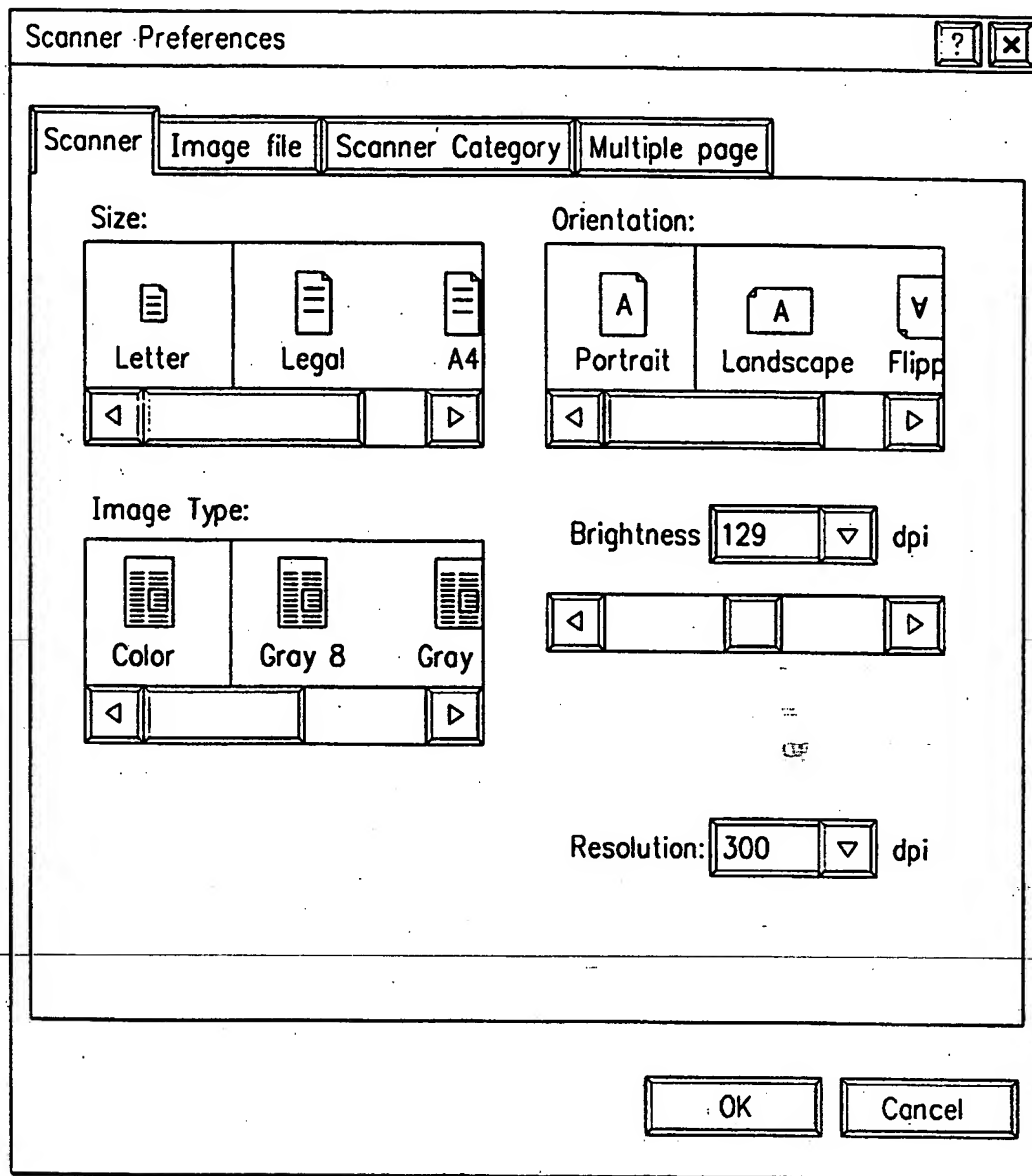 Scanner Preferences ?
Scanner Image file Scanner Category Multiple page
Size:
Letter Legal A4
Orientation:
A A A
Portrait Landscape Flipp
Image Type:
Color Gray 8 Gray
Brightness 129 dpi
Resolution: 300 dpi
OK Cancel